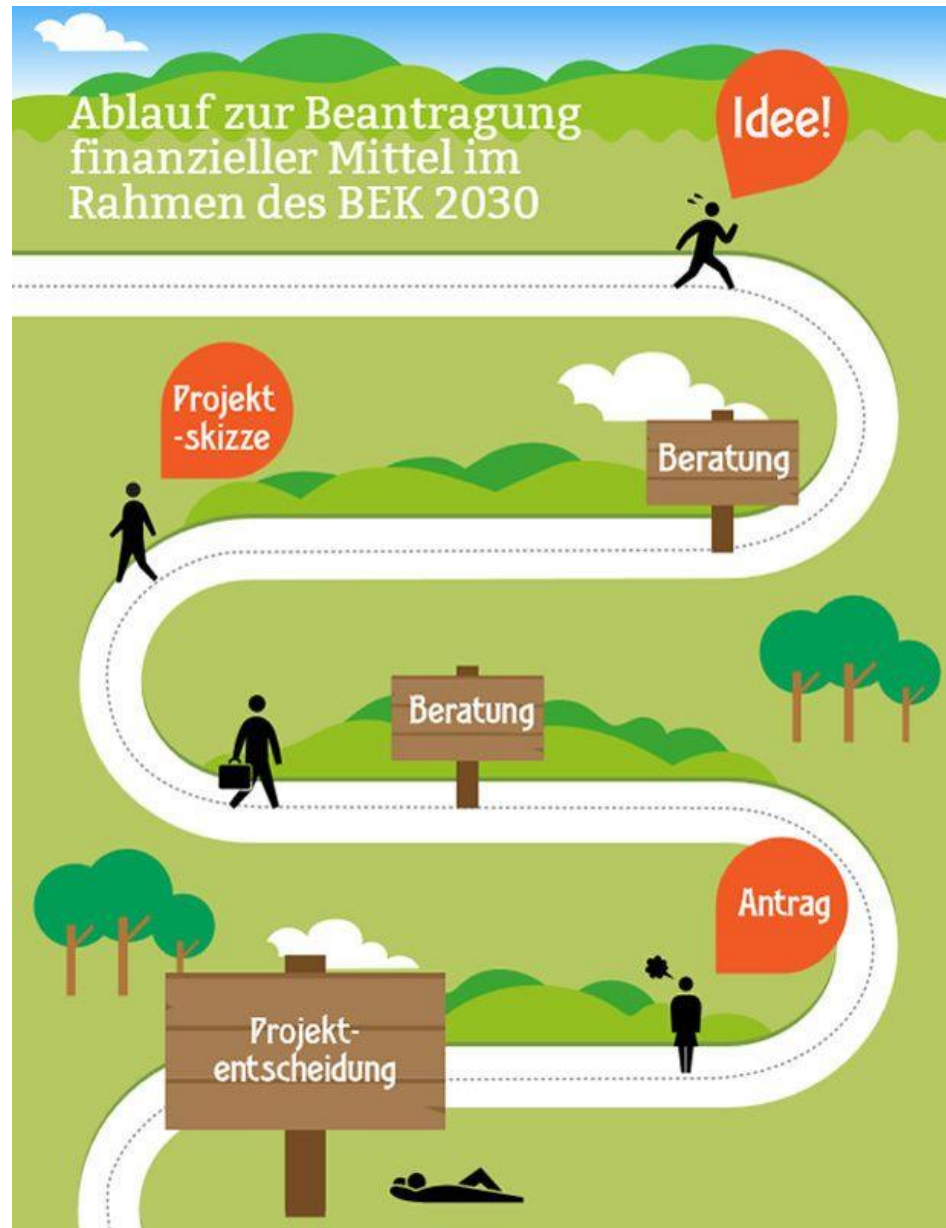 Ablauf zur Beantragung
finanzieller Mittel im
Rahmen des BEK 2030
Idee!
Projekt
-skizze
Beratung
Beratung
Antrag
Projekt-
entscheidung